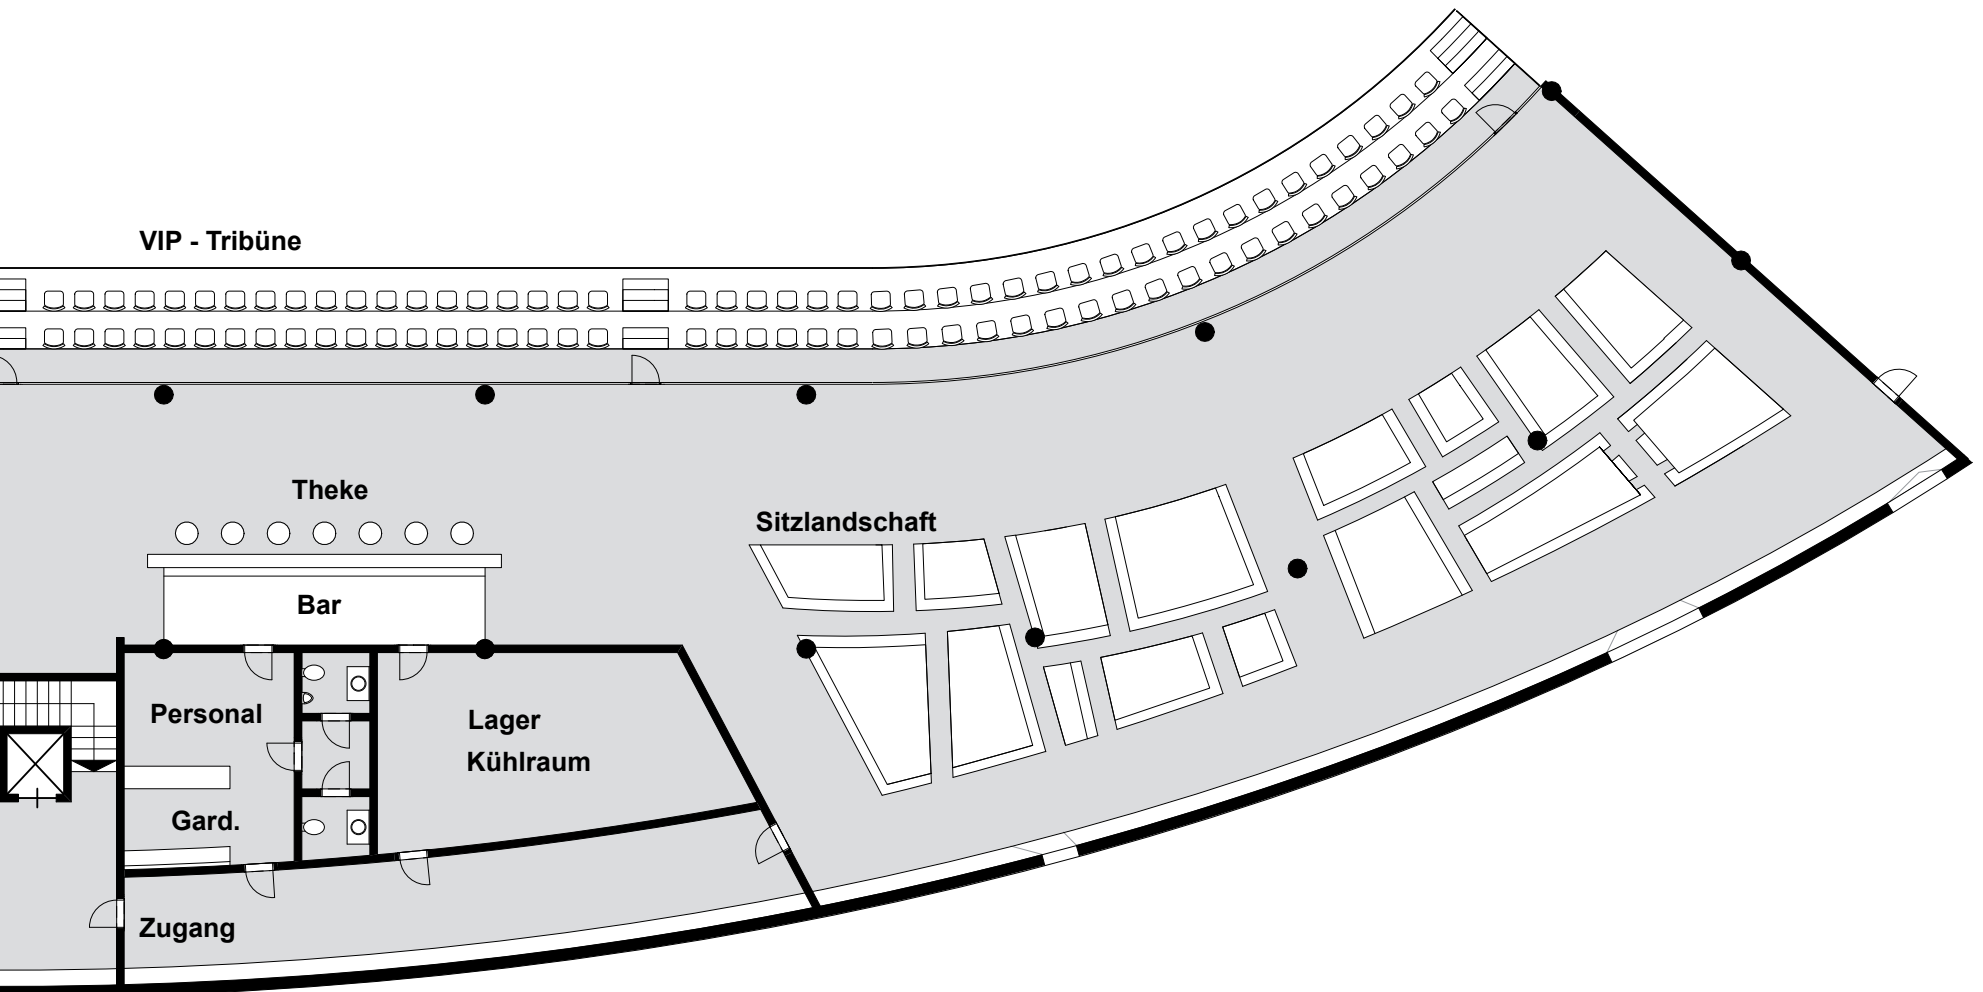 VIP - Tribüne
Theke
Sitzlandschaft
Bar
Personal
Lager
Kühlraum
Gard.
Zugang